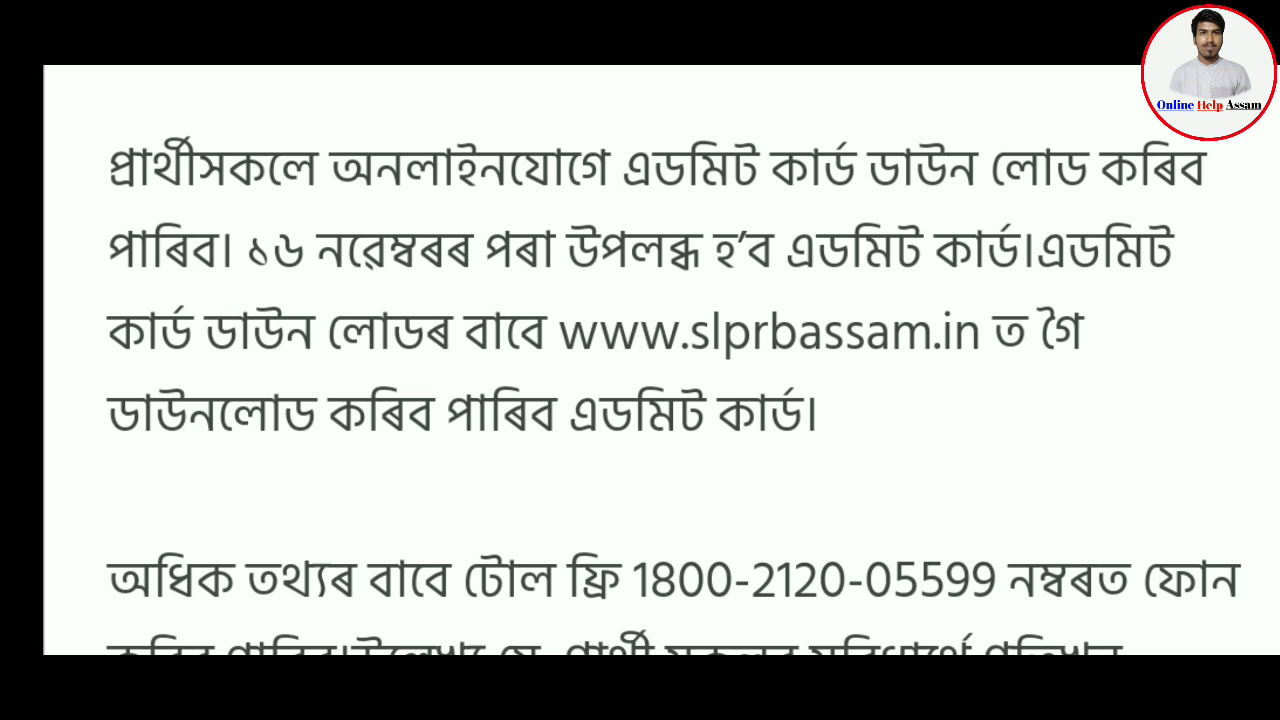 Online Help Assam
প্ৰাৰ্থীসকলে অনলাইনযোগে এডমিট কাৰ্ড ডাউন লোড কৰিব
পাৰিব। ১৬ নৱেম্বৰৰ পৰা উপলব্ধ হ’ব এডমিট কাৰ্ড।এডমিট
কাৰ্ড ডাউন লোডৰ বাবে www.slprbassam.in ত গৈ
ডাউনলোড কৰিব পাৰিব এডমিট কাৰ্ড।
অধিক তথ্যৰ বাবে টোল ফ্ৰি 1800-2120-05599 নম্বৰত ফোন